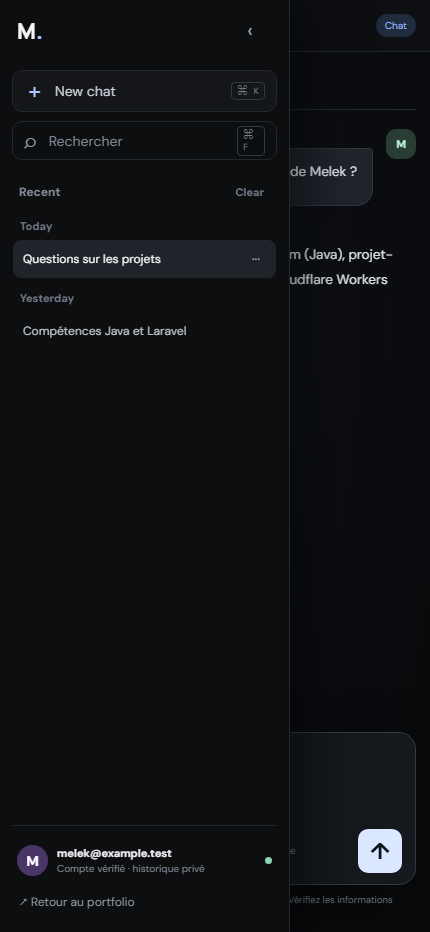 M.
‹
Chat
+ New chat
⌘ K
Rechercher
⌘
F
M
de Melek ?
Recent
Clear
Today
Questions sur les projets
···
m (Java), projet-
udflare Workers
Yesterday
Compétences Java et Laravel
M
melek@example.test
Compte vérifié · historique privé
↗ Retour au portfolio
e
Vérifiez les informations